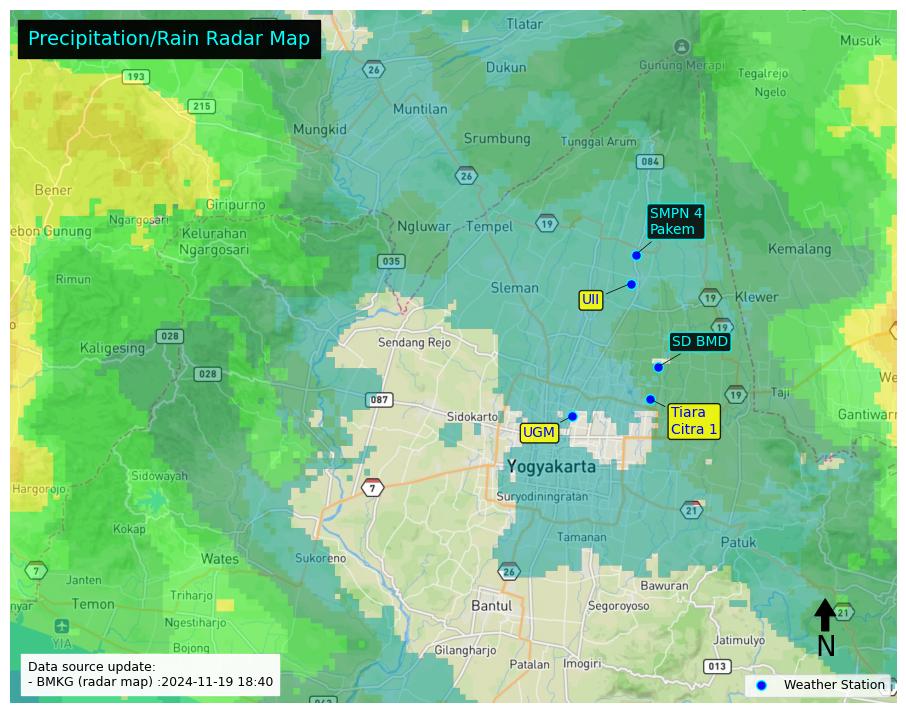 Precipitation/Rain Radar Map
Tlatar
Musuk
26
Dukun
Gunung Merapi
Tegalrejo
193
Ngelo
215
Muntilan
Mungkid
Srumbung
Tunggal Arum
084
26
Bener
Giripurno
SMPN 4
Pakem
Ngargosari
Ngluwar
Tempel
19
ebon Gunung
Kelurahan
Ngargosari
Kemalang
035
Rimun
Sleman
UII
19
Klewer
19
028
Sendang Rejo
SD BMD
Kaligesing
028
We
Taji
19
087
Tiara
Citra 1
Gantiwar
Sidokarto
UGM
Yogyakarta
Sidowayah
7
Hargorojo
Suryodiningratan
21
Kokap
Tamanan
Patuk
Wates
Sukoreno
7
26
Janten
Bawuran
Triharjo
nyar
Temon
Bantul
Segoroyoso
21
Ngestiharjo
YIA
N
Bojong
Gilangharjo
Jatimulyo
Patalan
Imogiri
013
Data source update:
- BMKG (radar map) :2024-11-19 18:40
Weather Station